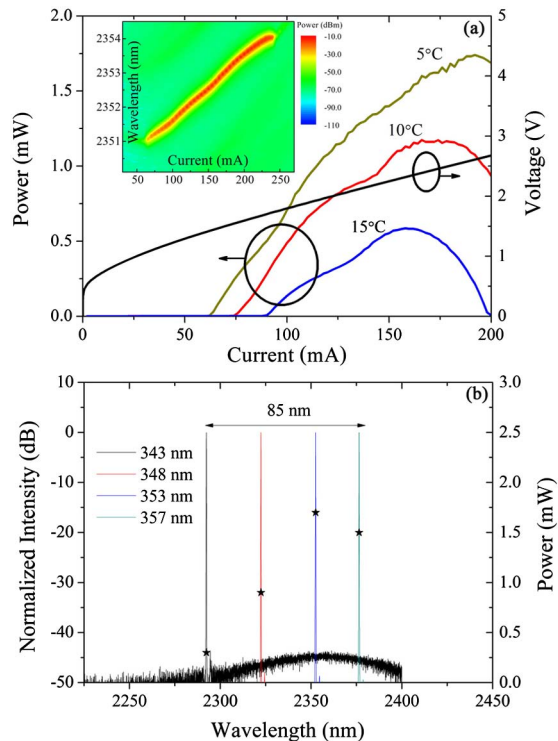 (a)
Power (mW)
2.0
1.5
1.0
0.5
0.0
Voltage (V)
5
4
3
2
1
0
Wavelength (nm)
2354
2353
2352
2351
Current (mA)
50 100 150 200 250
Power (dBm)
-10.0
-30.0
-60.0
-80.0
-110
5°C
10°C
15°C
0 50 100 150 200
Current (mA)
(b)
Normalized Intensity (dB)
10
0
-10
-20
-30
-40
-50
Power (mW)
3.0
2.5
2.0
1.5
1.0
0.5
0.0
85 nm
343 nm
348 nm
353 nm
357 nm
2250 2300 2350 2400 2450
Wavelength (nm)